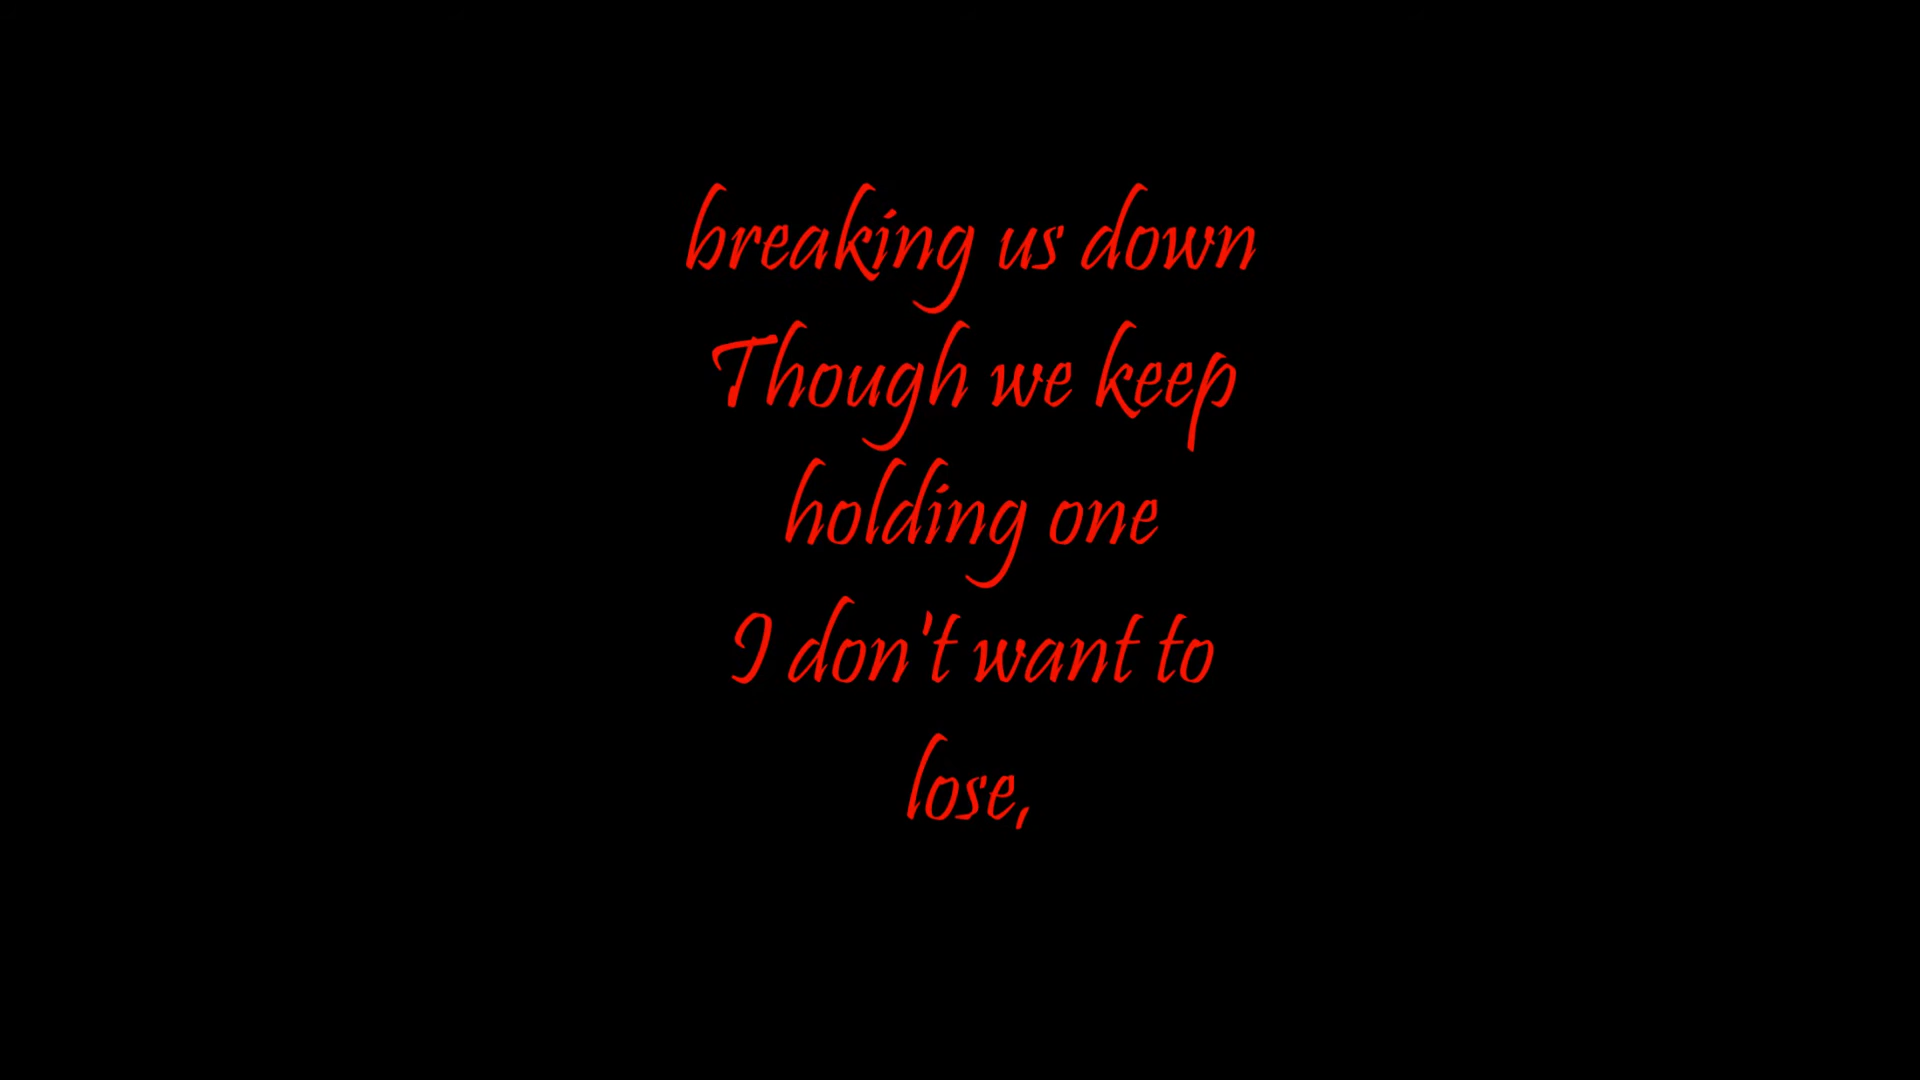 breaking us down
Though we keep
holding one
I don't want to
lose,